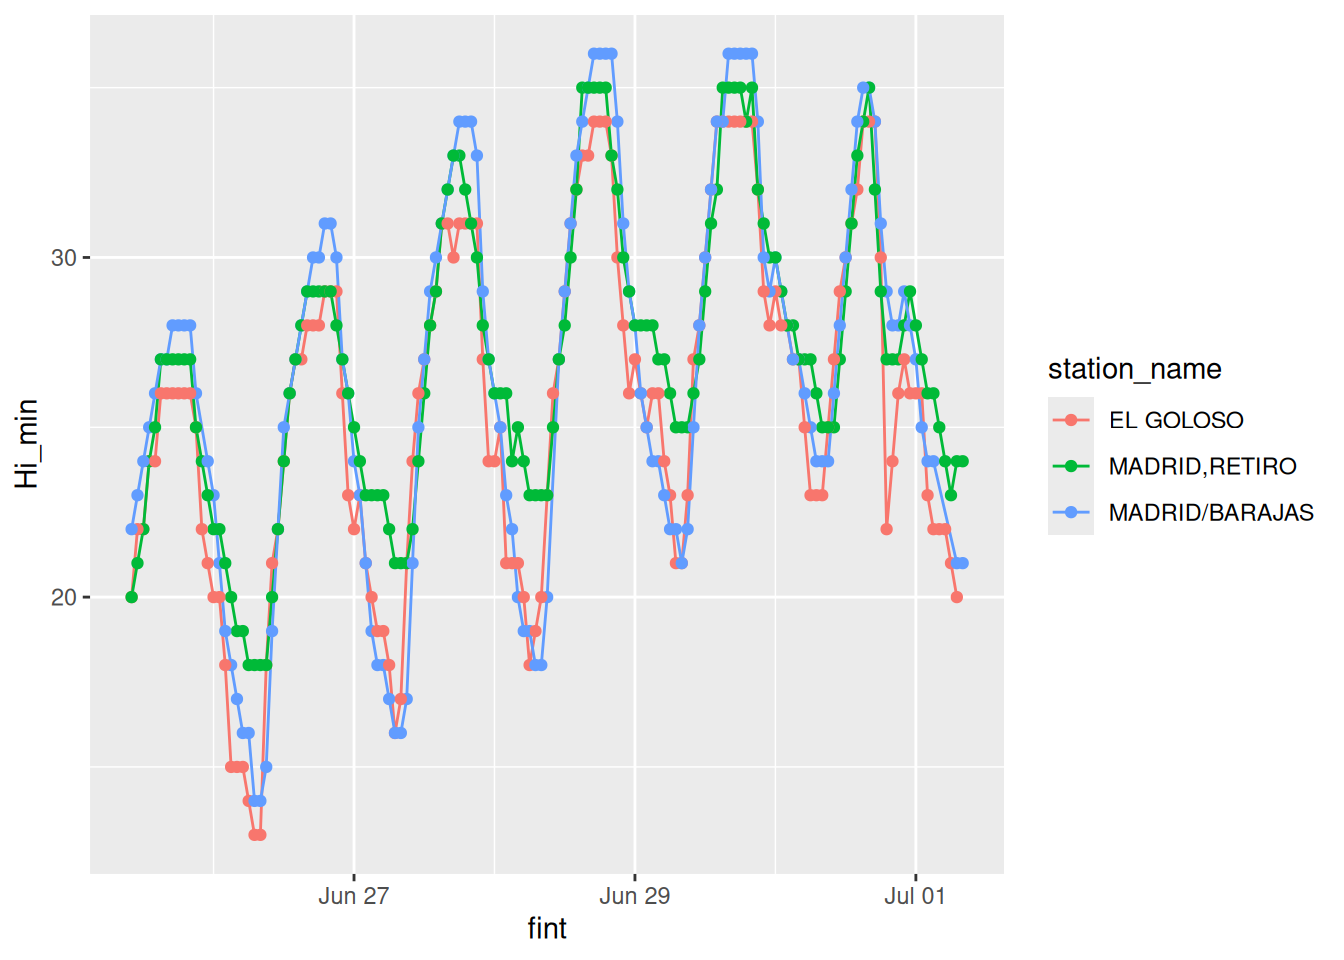 30
20
Hi_min
Jun 27
Jun 29
Jul 01
fint
station_name
EL GOLOSO
MADRID,RETIRO
MADRID/BARAJAS